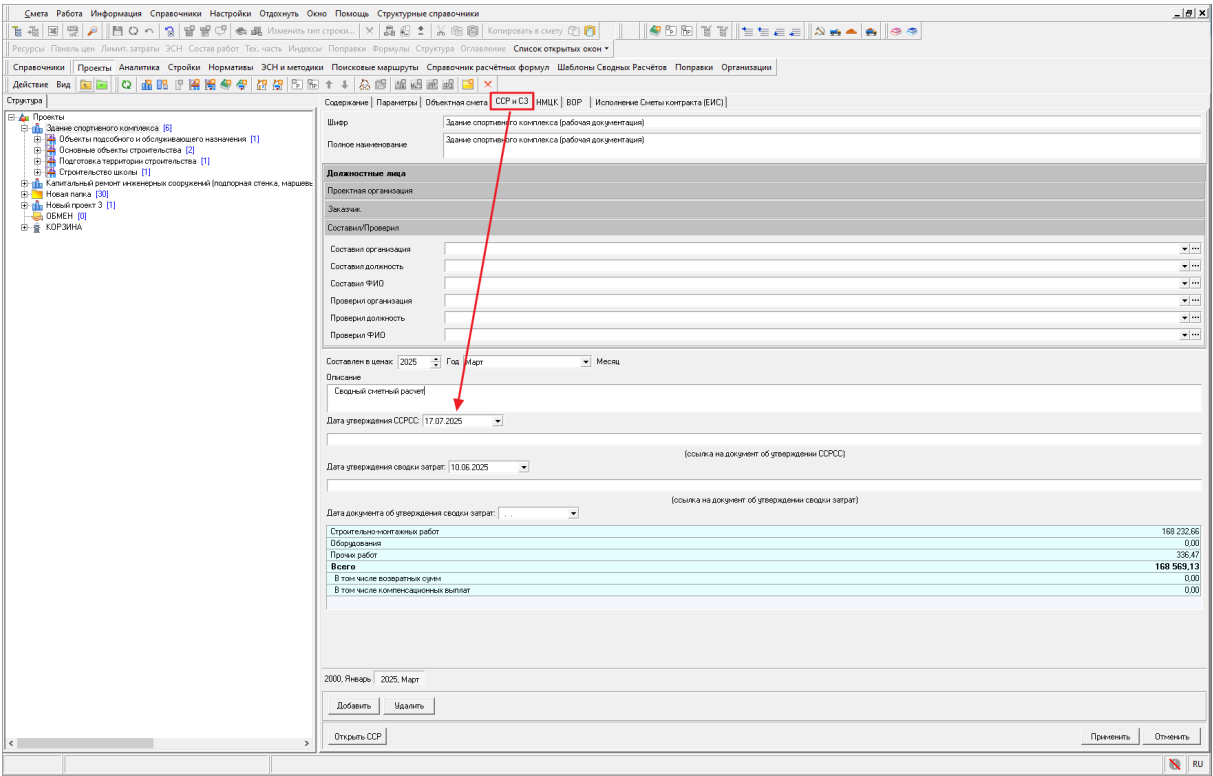 Смета Работа Информация Справочники Настройки Отдохнуть Окно Помощь Структурные справочники
Изменить тип строки... Копировать в смету
Ресурсы Панель цен Лимит. затраты ЭСН Состав работ Тех. часть Индексы Поправки Формулы Структура Оглавление Список открытых окон
Справочники Проекты Аналитика Стройки Нормативы ЭСН и методики Поисковые маршруты Справочник расчётных формул Шаблоны Сводных Расчётов Поправки Организации
Действие Вид
Структура
Проекты
Здание спортивного комплекса [6]
Объекты подсобного и обслуживающего назначения [1]
Основные объекты строительства [2]
Подготовка территории строительства [1]
Строительство школы [1]
Капитальный ремонт инженерных сооружений (подпорная стенка, маршевы
Новая папка [30]
Новый проект 3 [1]
ОБМЕН [0]
КОРЗИНА
Содержание Параметры Объектная смета ССР и СЗ НМЦК ВОР Исполнение Сметы контракта (ЕИС)
Шифр Здание спортивного комплекса (рабочая документация)
Полное наименование Здание спортивного комплекса (рабочая документация)
Должностные лица
Проектная организация
Заказчик
Составил/Проверил
Составил организация
Составил должность
Составил ФИО
Проверил организация
Проверил должность
Проверил ФИО
Составлен в ценах: 2025 Год Март Месяц
Описание
Сводный сметный расчет
Дата утверждения ССРСС: 17.07.2025
(ссылка на документ об утверждении ССРСС)
Дата утверждения сводки затрат: 10.06.2025
(ссылка на документ об утверждении сводки затрат)
Дата документа об утверждения сводки затрат: . .
Строительно-монтажных работ 168 232,66
Оборудования 0,00
Прочих работ 336,47
Всего 168 569,13
В том числе возвратных сумм 0,00
В том числе компенсационных выплат 0,00
2000, Январь 2025, Март
Добавить Удалить
Открыть ССР Применить Отменить
RU